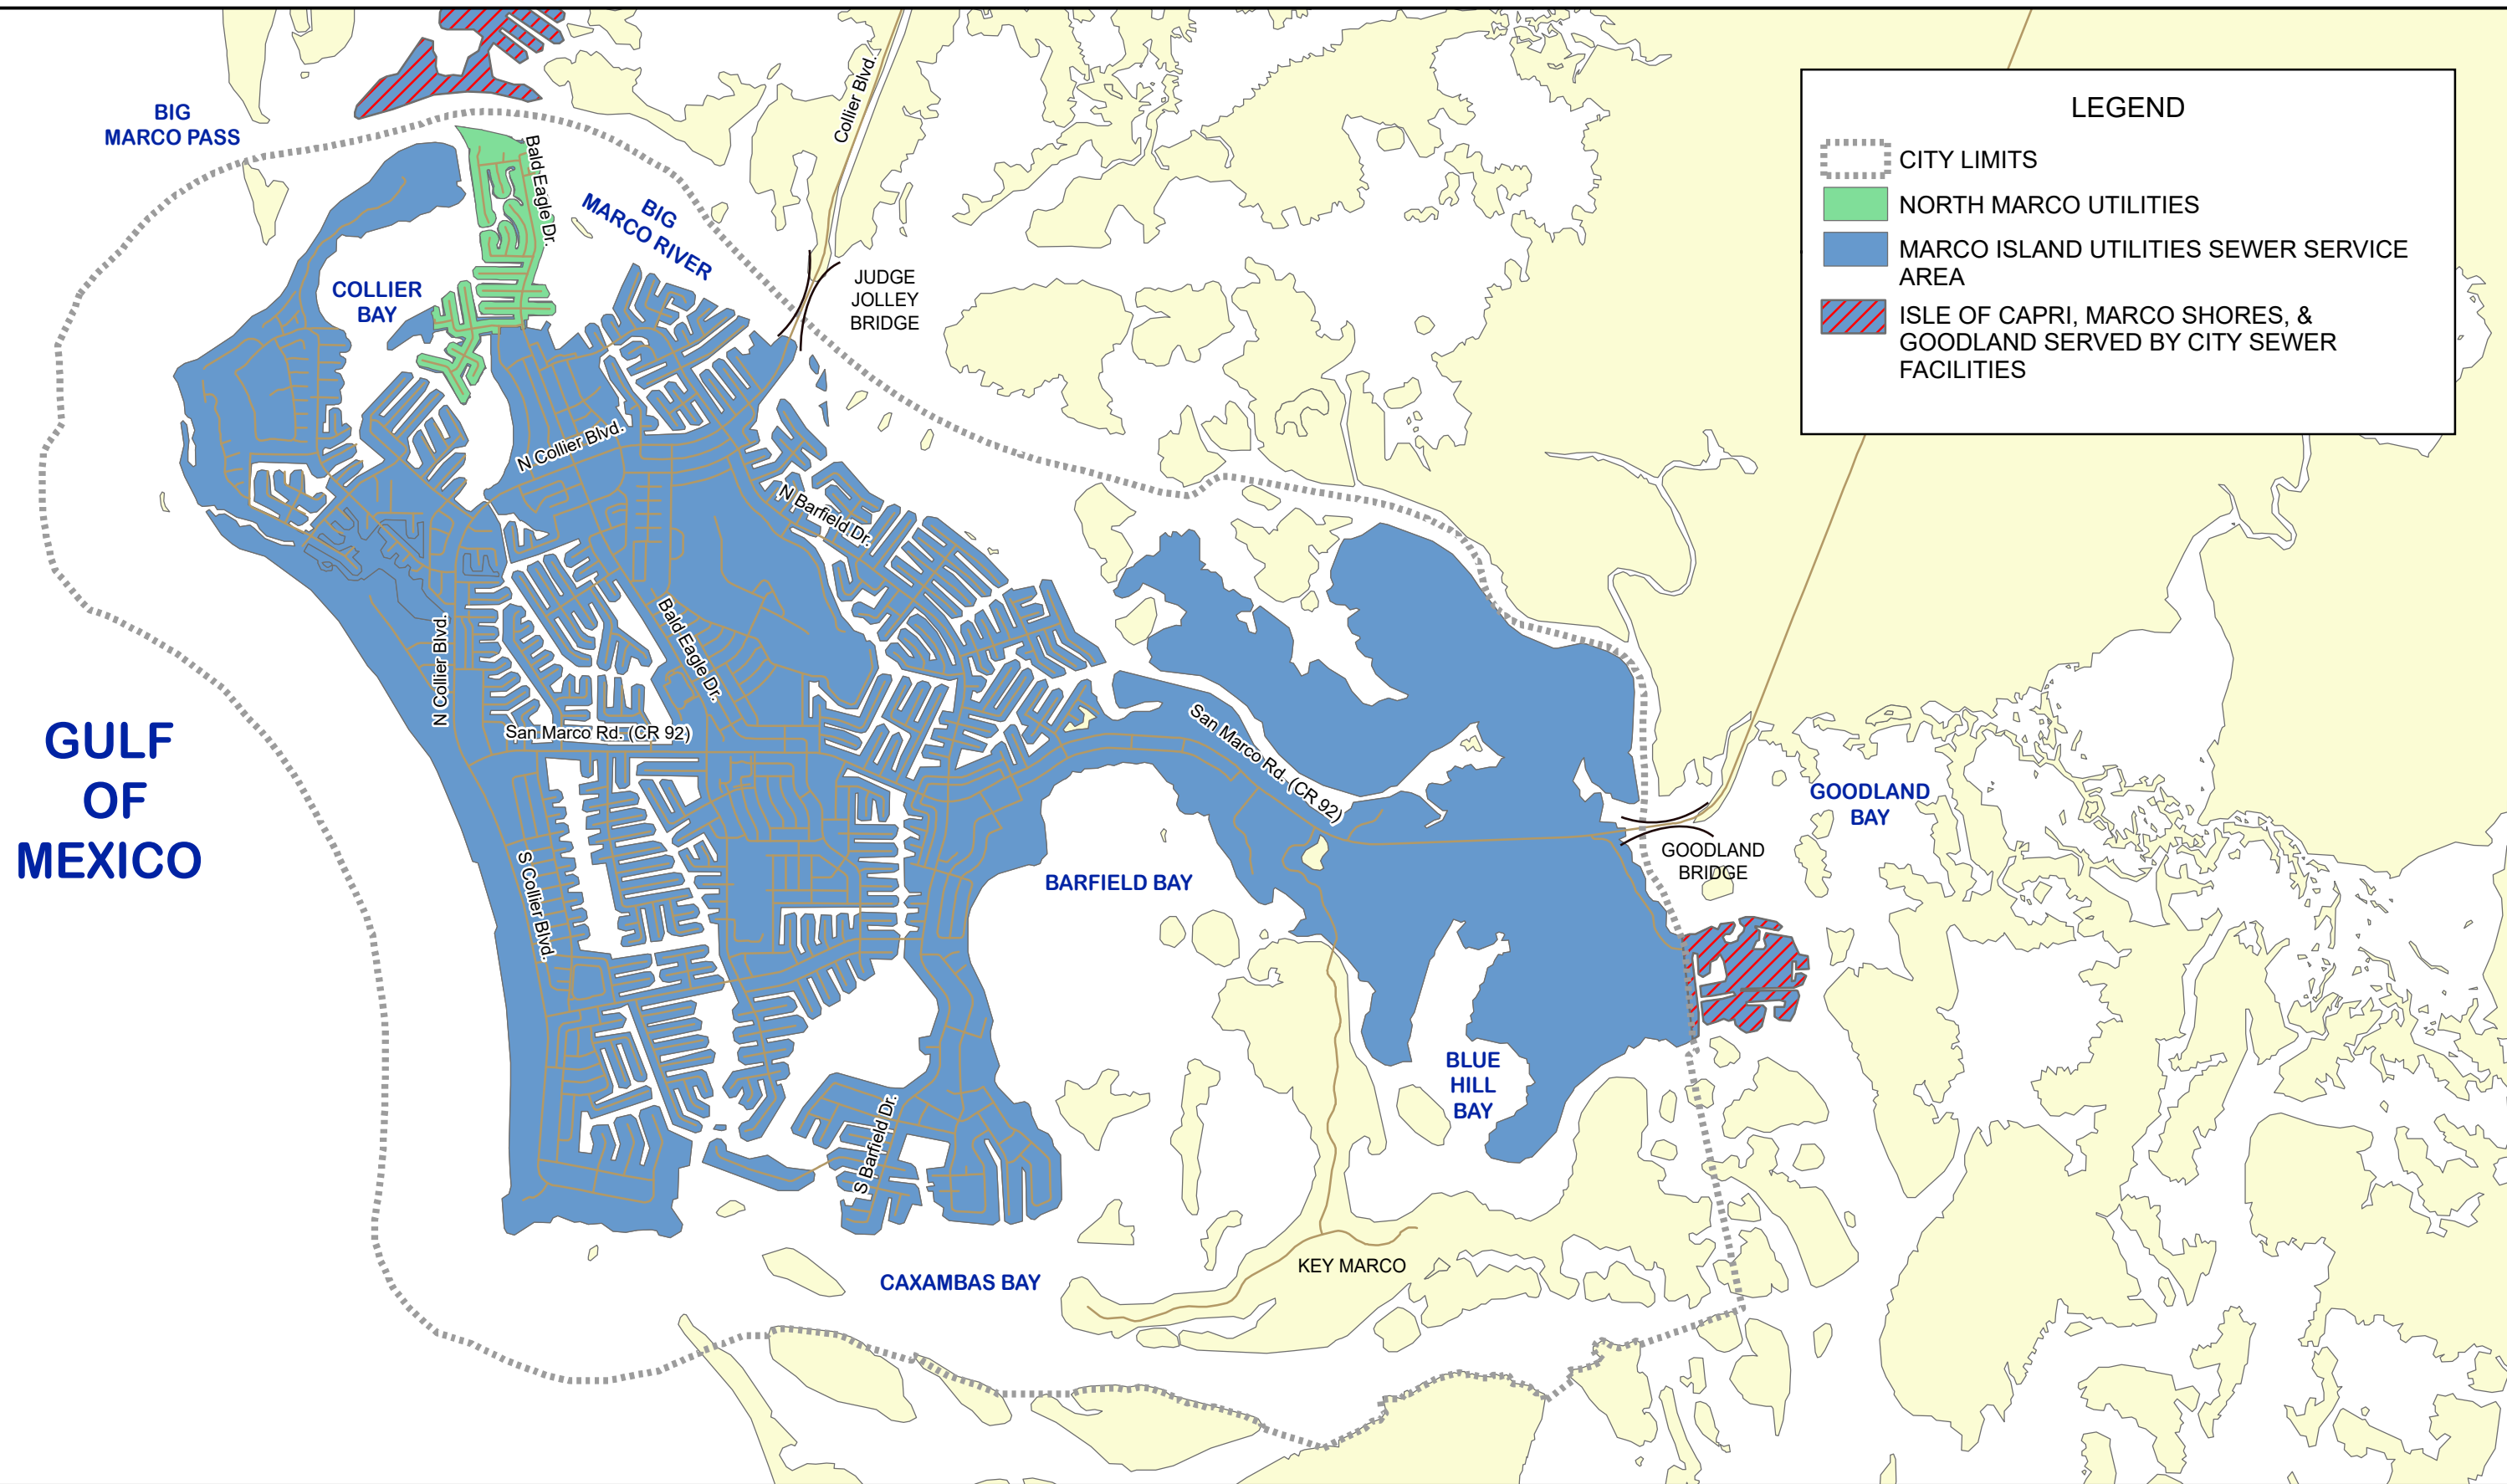 LEGEND
CITY LIMITS
NORTH MARCO UTILITIES
MARCO ISLAND UTILITIES SEWER SERVICE
AREA
ISLE OF CAPRI, MARCO SHORES, &
GOODLAND SERVED BY CITY SEWER
FACILITIES
BIG
MARCO PASS
Collier Blvd.
Bald Eagle Dr.
BIG
MARCO RIVER
COLLIER
BAY
JUDGE
JOLLEY
BRIDGE
N Collier Blvd.
N Barfield Dr.
N Collier Blvd.
Bald Eagle Dr.
San Marco Rd. (CR 92)
San Marco Rd. (CR 92)
GULF
OF
MEXICO
GOODLAND
BAY
GOODLAND
BRIDGE
S Collier Blvd.
BARFIELD BAY
BLUE
HILL
BAY
S Barfield Dr.
KEY MARCO
CAXAMBAS BAY